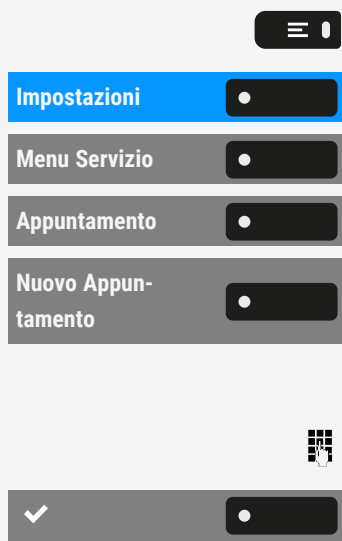 Impostazioni
Menu Servizio
Appuntamento
Nuovo Appun-
tamento